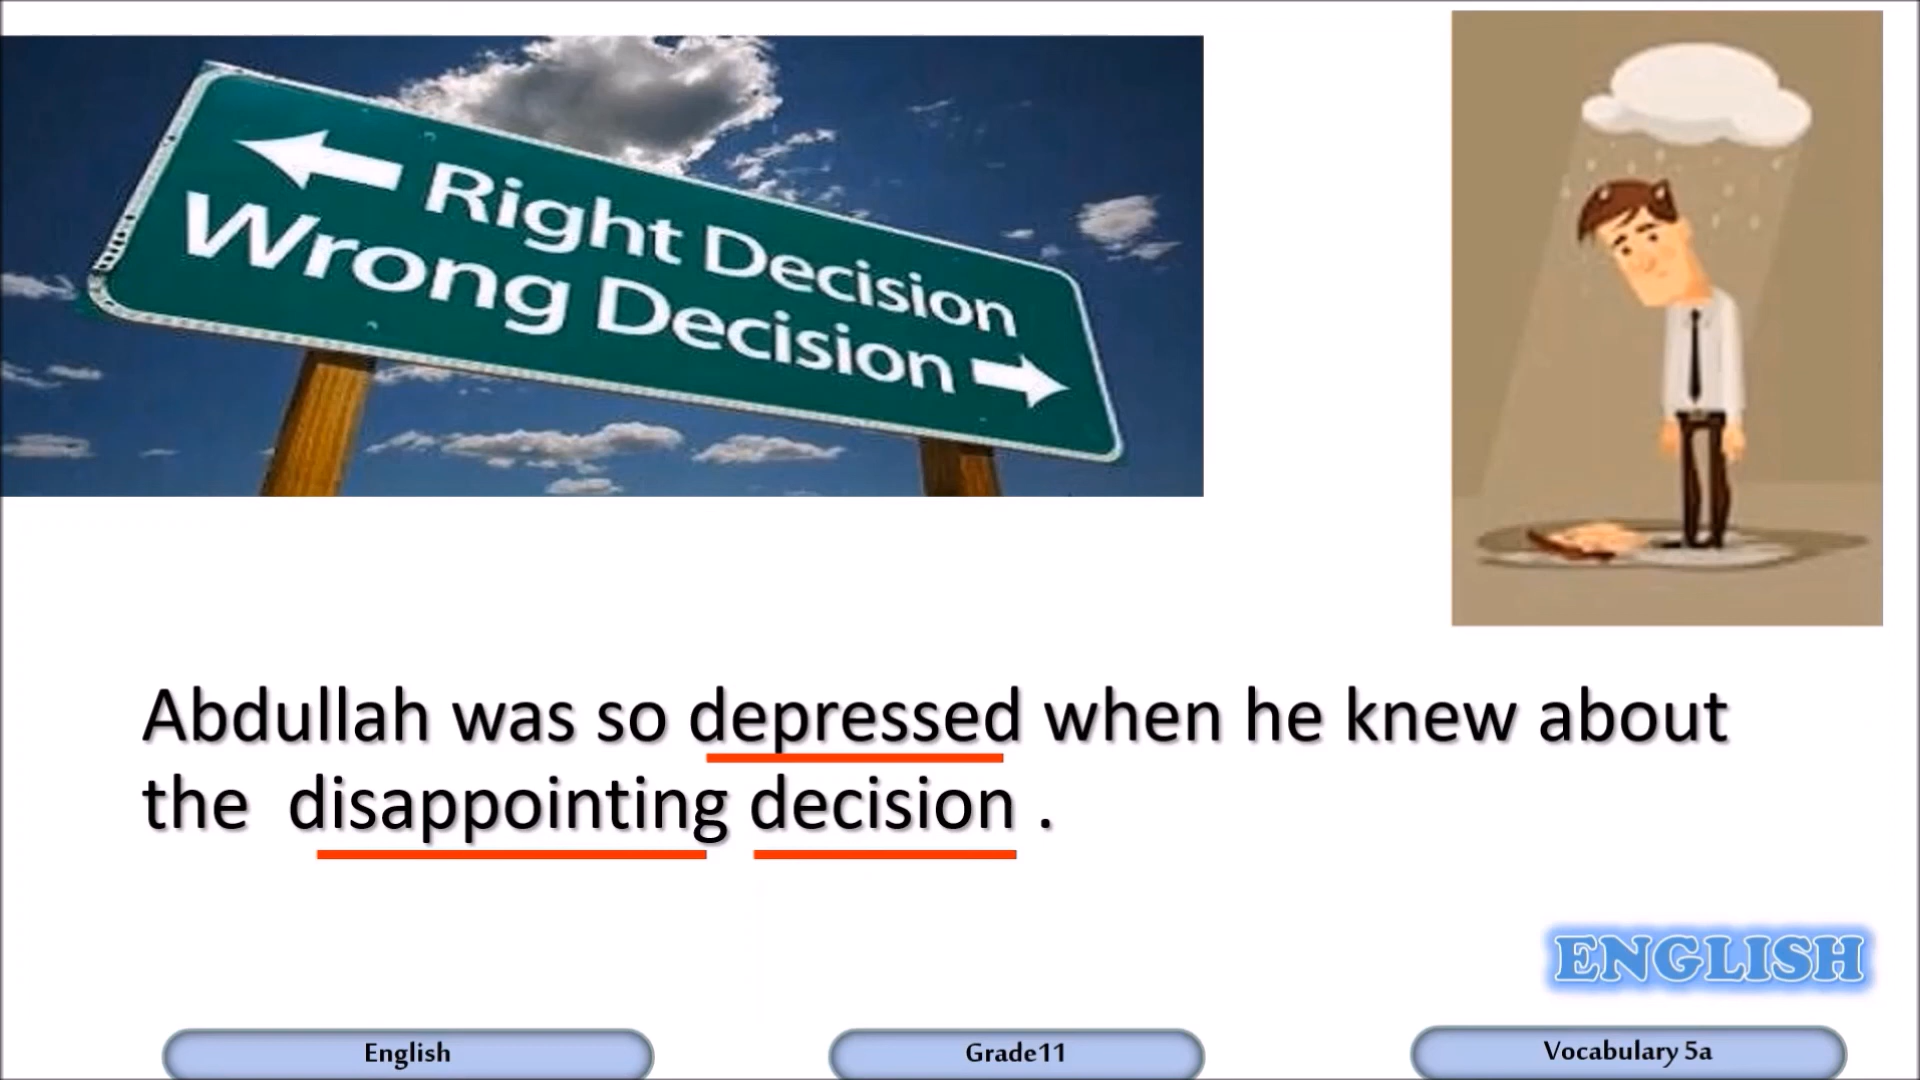 Right Decision
Wrong Decision
Abdullah was so depressed when he knew about
the disappointing decision .
ENGLISH
English
Grade11
Vocabulary 5a